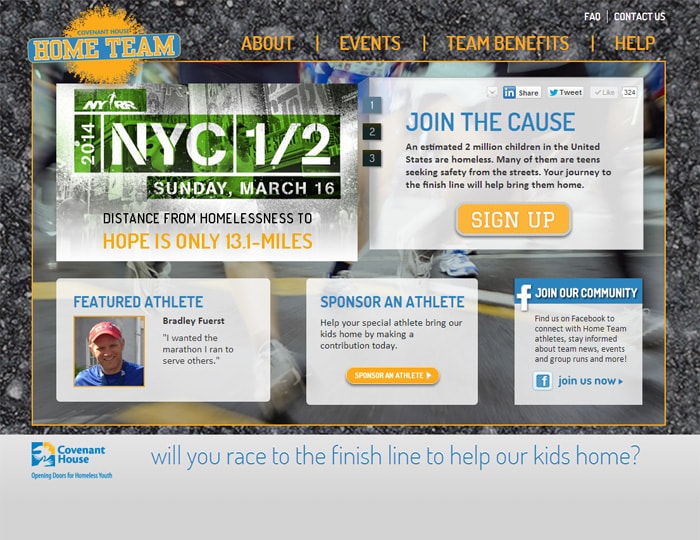 FAQ | CONTACT US
COVENANT HOUSE
HOME TEAM
ABOUT | EVENTS | TEAM BENEFITS | HELP
NYRR
2014
NYC 1/2
SUNDAY, MARCH 16
DISTANCE FROM HOMELESSNESS TO
HOPE IS ONLY 13.1-MILES
1
2
3
in Share
Tweet
Like
324
JOIN THE CAUSE
An estimated 2 million children in the United
States are homeless. Many of them are teens
seeking safety from the streets. Your journey to
the finish line will help bring them home.
SIGN UP
FEATURED ATHLETE
Bradley Fuerst
"I wanted the
marathon I ran to
serve others."
SPONSOR AN ATHLETE
Help your special athlete bring our
kids home by making a
contribution today.
SPONSOR AN ATHLETE
f JOIN OUR COMMUNITY
Find us on Facebook to
connect with Home Team
athletes, stay informed
about team news, events
and group runs and more!
f join us now
Covenant
House
Opening Doors for Homeless Youth
will you race to the finish line to help our kids home?